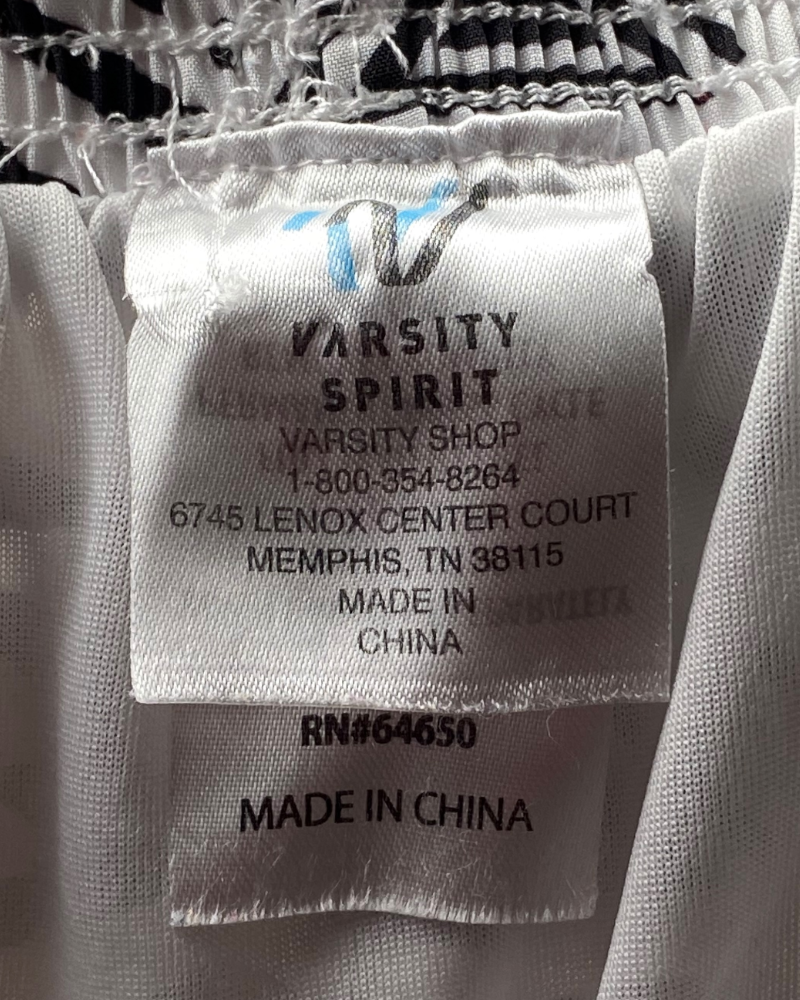 VARSITY
SPIRIT
VARSITY SHOP
1-800-354-8264
6745 LENOX CENTER COURT
MEMPHIS, TN 38115
MADE IN
CHINA
RN#64650
MADE IN CHINA